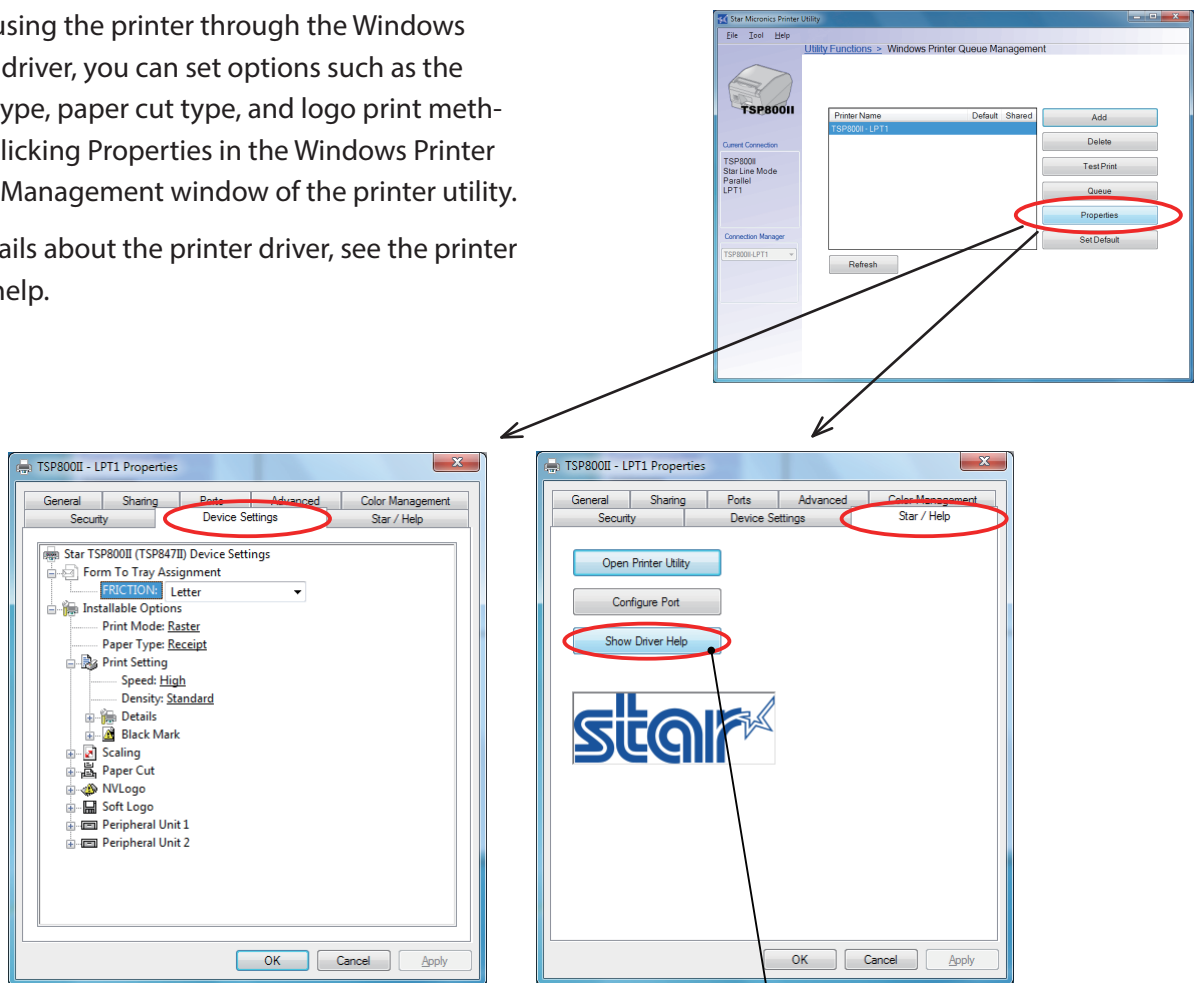 using the printer through the Windows
driver, you can set options such as the
ype, paper cut type, and logo print meth-
licking Properties in the Windows Printer
Management window of the printer utility.
ails about the printer driver, see the printer
help.
Star Micronics Printer Utility
File Tool Help
Utility Functions > Windows Printer Queue Management
TSP800II
Printer Name Default Shared
TSP800II - LPT1
Add
Delete
Test Print
Queue
Properties
Set Default
Current Connection
TSP800II
Star Line Mode
Parallel
LPT1
Connection Manager
TSP800II-LPT1
Refresh
TSP800II - LPT1 Properties
General Sharing Ports Advanced Color Management
Security Device Settings Star / Help
Star TSP800II (TSP847II) Device Settings
Form To Tray Assignment
FRICTION: Letter
Installable Options
Print Mode: Raster
Paper Type: Receipt
Print Setting
Speed: High
Density: Standard
Details
Black Mark
Scaling
Paper Cut
NVLogo
Soft Logo
Peripheral Unit 1
Peripheral Unit 2
OK Cancel Apply
TSP800II - LPT1 Properties
General Sharing Ports Advanced Color Management
Security Device Settings Star / Help
Open Printer Utility
Configure Port
Show Driver Help
star
OK Cancel Apply